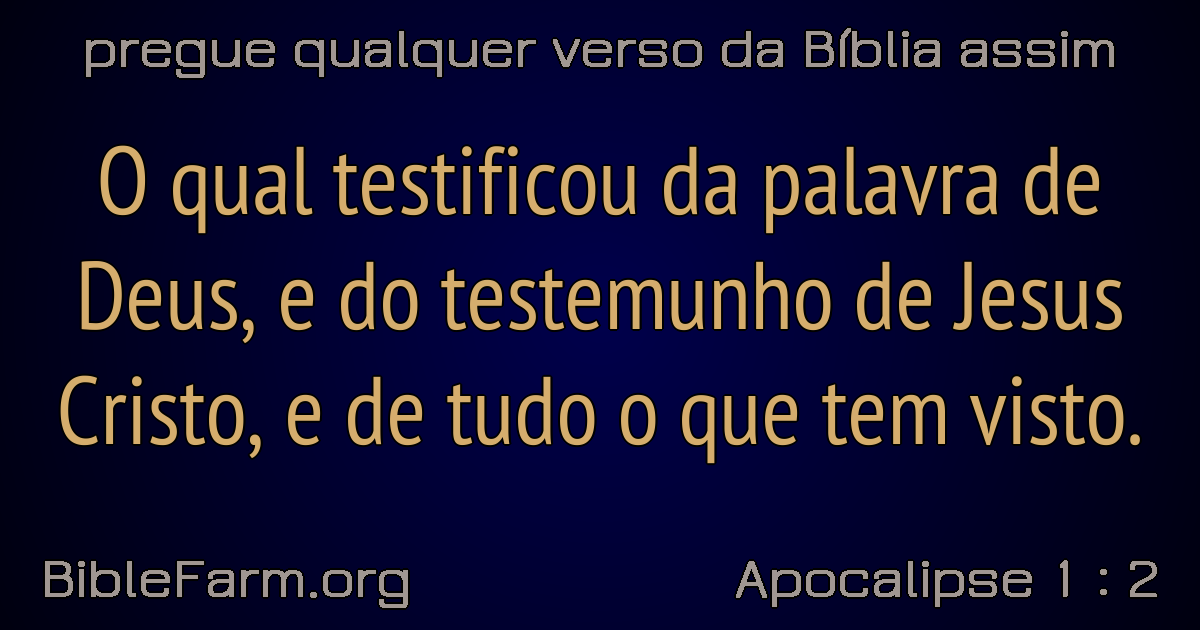 pregue qualquer verso da Bíblia assim
O qual testificou da palavra de
Deus, e do testemunho de Jesus
Cristo, e de tudo o que tem visto.
BibleFarm.org
Apocalipse 1 : 2